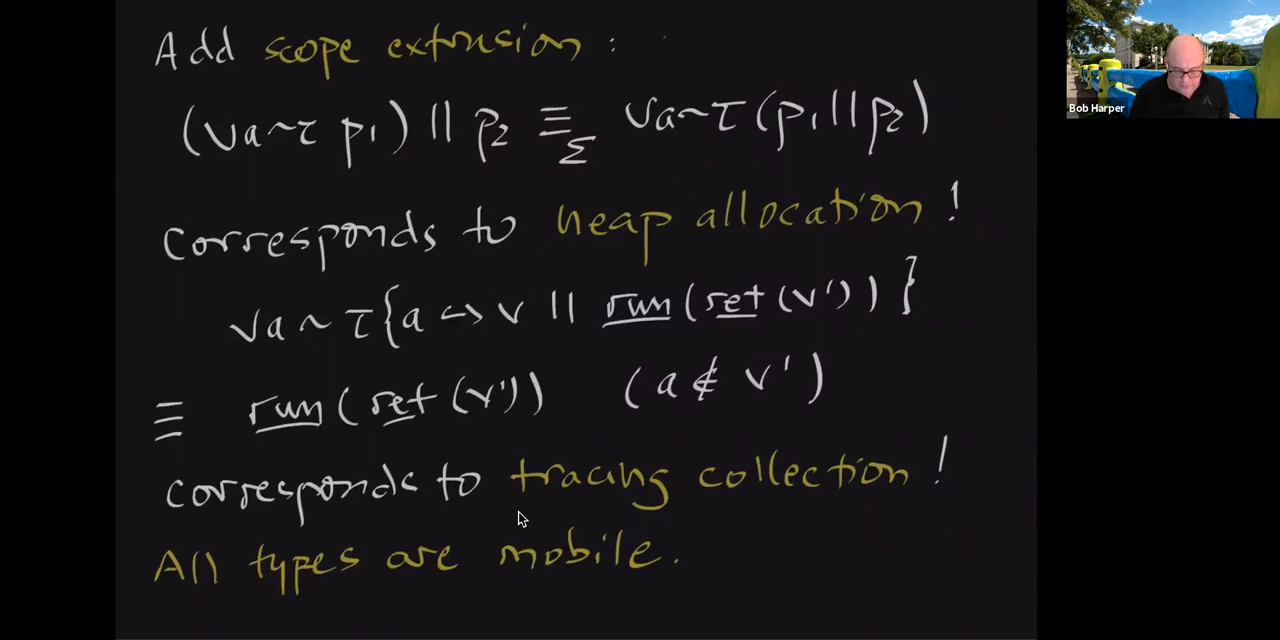 Add scope extrusion :
(νa~τ p1) || p2 ≡Σ νa~τ (p1 || p2)
corresponds to heap allocation !
νa ~ τ { a ↪ v || run (ret (v')) }
≡ run (ret (v')) (a ∉ v')
corresponds to tracing collection !
All types are mobile.
Bob Harper